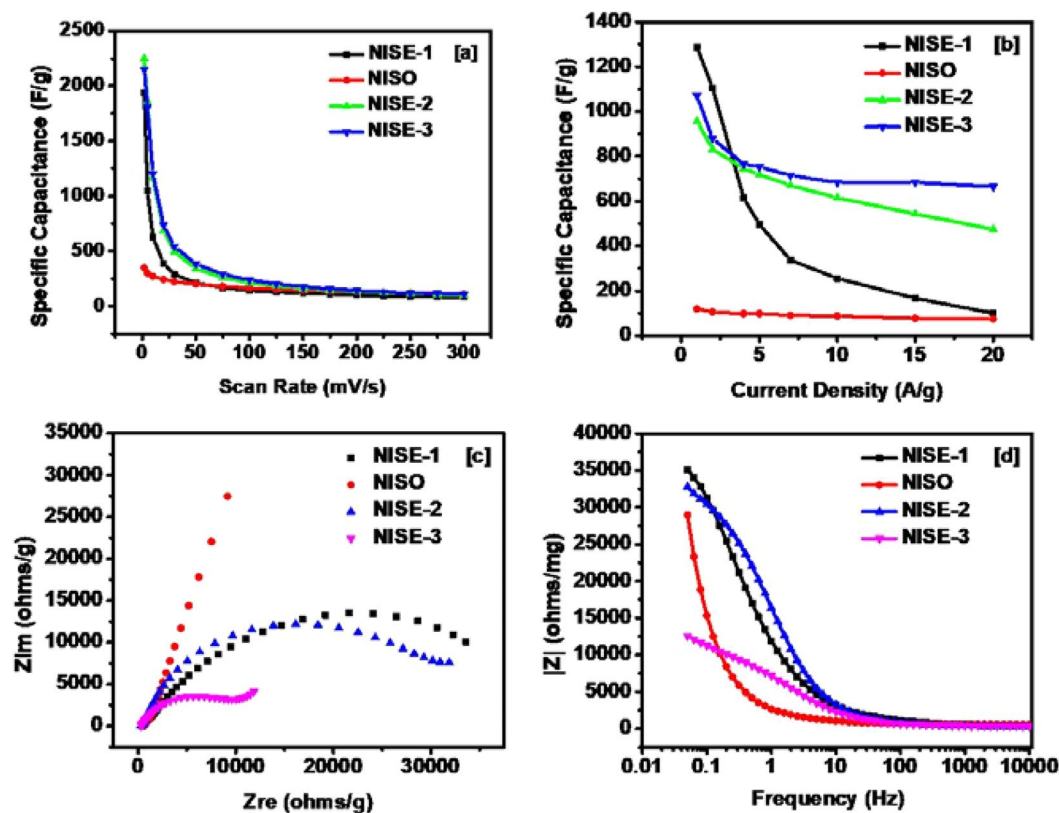 2500
2000
1500
1000
500
0
Specific Capacitance (F/g)
NISE-1 [a]
NISO
NISE-2
NISE-3
0 50 100 150 200 250 300
Scan Rate (mV/s)
1400
1200
1000
800
600
400
200
0
Specific Capacitance (F/g)
NISE-1 [b]
NISO
NISE-2
NISE-3
0 5 10 15 20
Current Density (A/g)
35000
30000
25000
20000
15000
10000
5000
0
ZIm (ohms/g)
NISE-1 [c]
NISO
NISE-2
NISE-3
0 10000 20000 30000
Zre (ohms/g)
40000
35000
30000
25000
20000
15000
10000
5000
0
|Z| (ohms/mg)
NISE-1 [d]
NISO
NISE-2
NISE-3
0.01 0.1 1 10 100 1000 10000
Frequency (Hz)